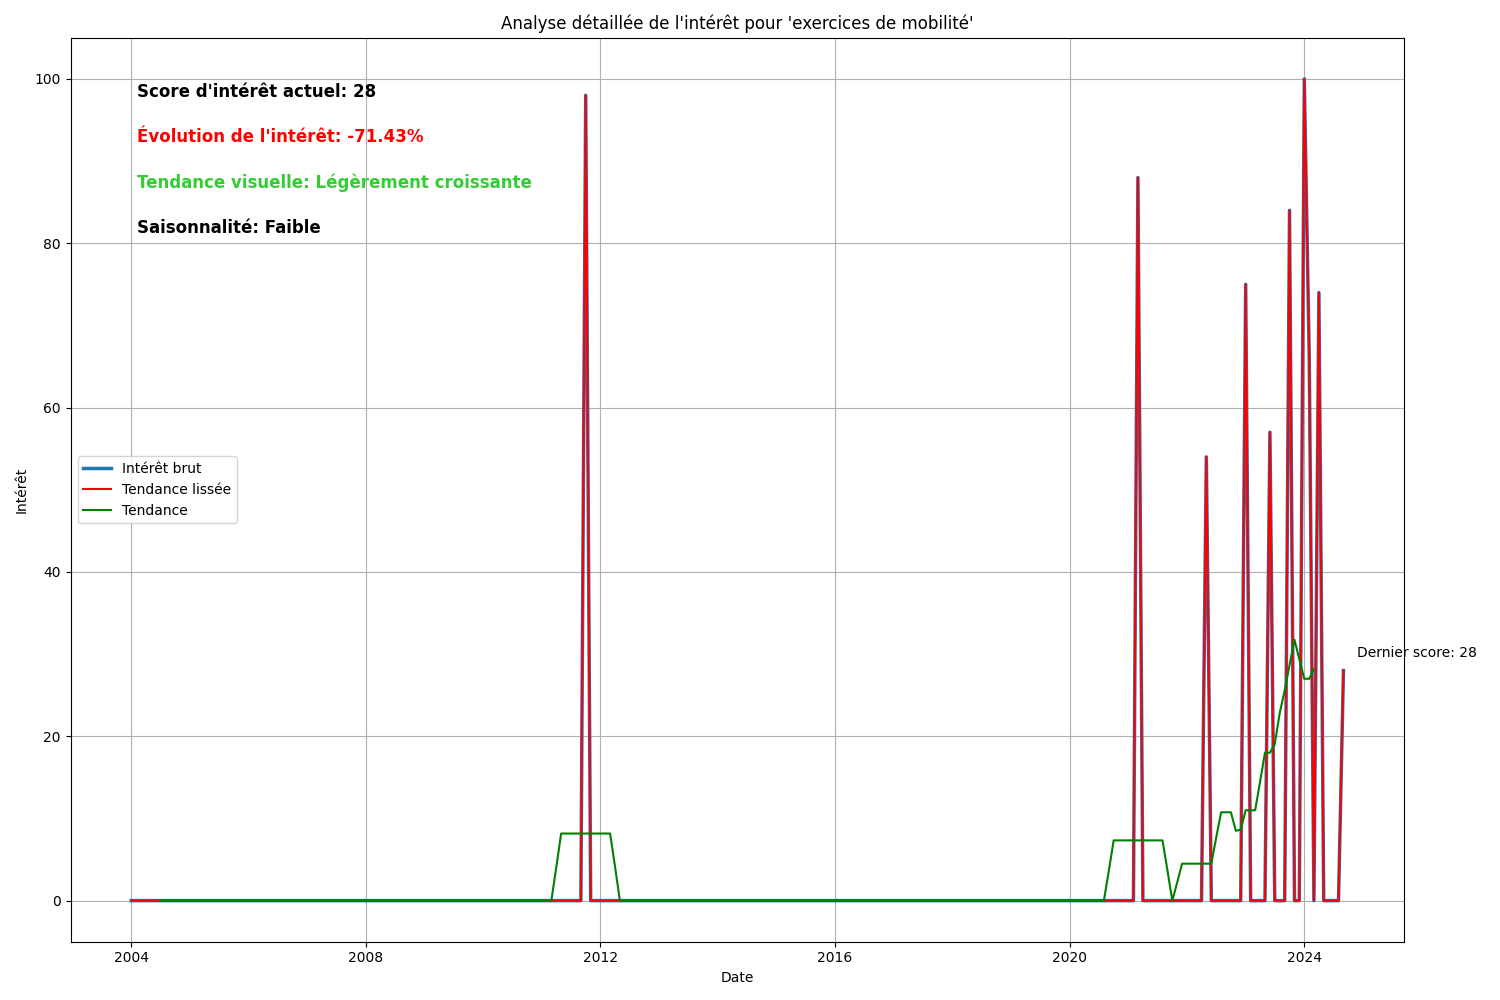 Analyse détaillée de l'intérêt pour 'exercices de mobilité'
Score d'intérêt actuel: 28
Évolution de l'intérêt: -71.43%
Tendance visuelle: Légèrement croissante
Saisonnalité: Faible
100
80
60
40
20
0
Intérêt
Intérêt brut
Tendance lissée
Tendance
Dernier score: 28
2004
2008
2012
2016
2020
2024
Date